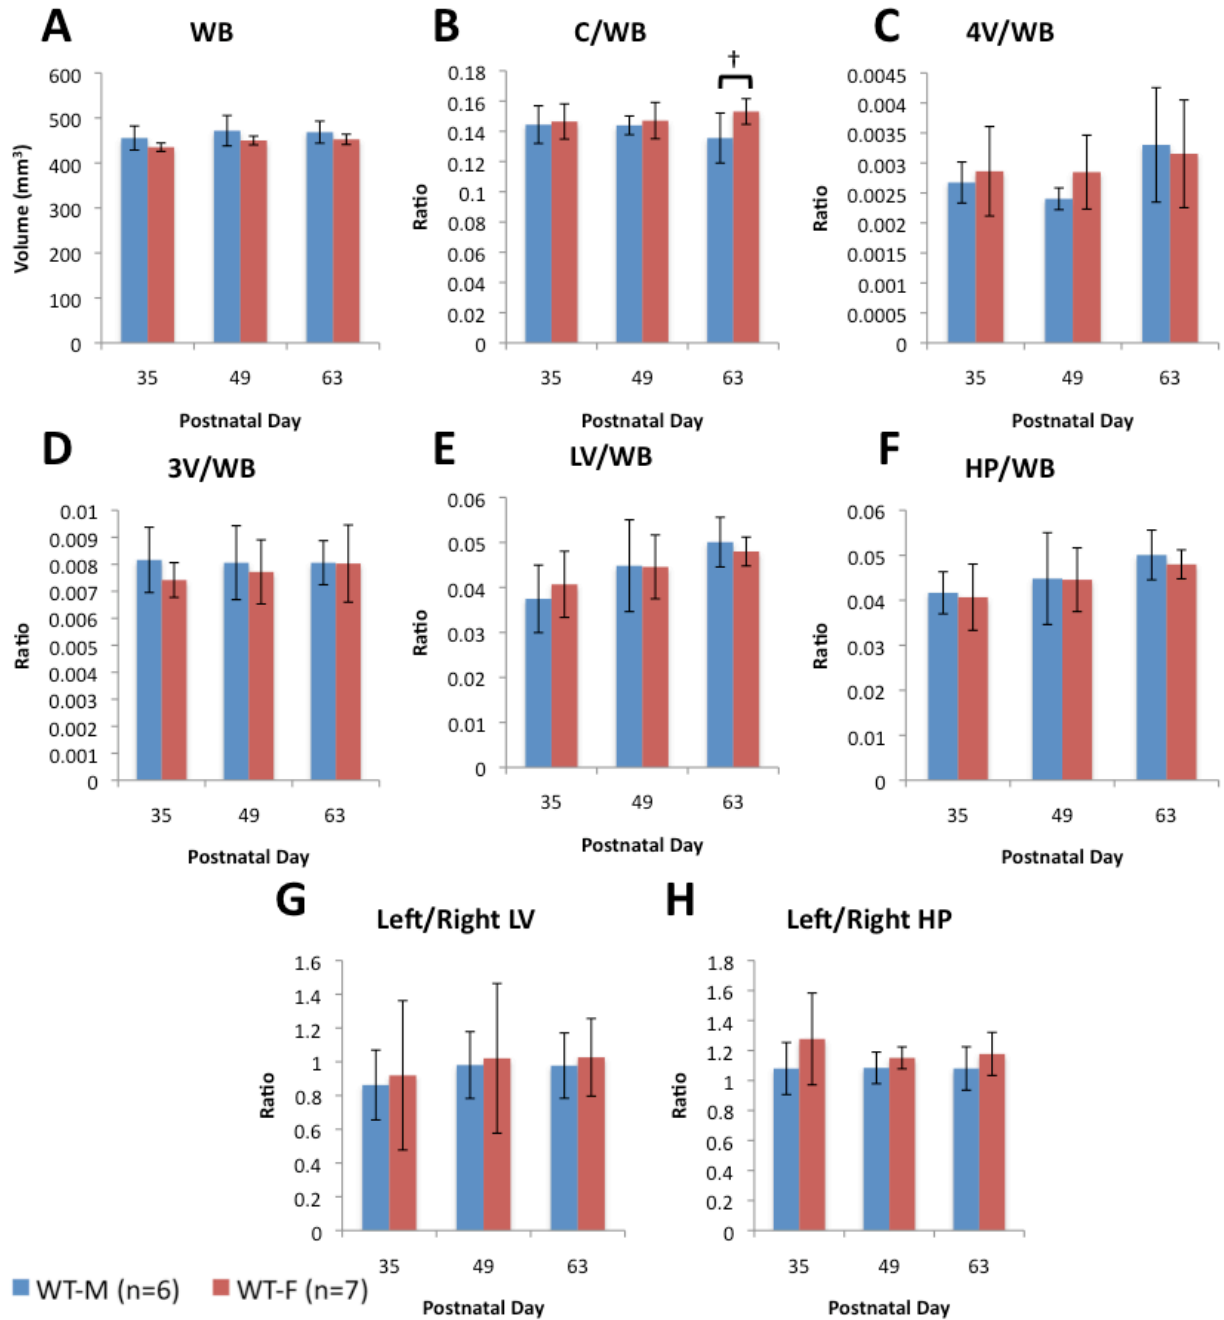 A WB
600
500
400
300
200
100
0
Volume (mm³)
35 49 63
Postnatal Day
B C/WB
†
0.18
0.16
0.14
0.12
0.1
0.08
0.06
0.04
0.02
0
Ratio
35 49 63
Postnatal Day
C 4V/WB
0.0045
0.004
0.0035
0.003
0.0025
0.002
0.0015
0.001
0.0005
0
Ratio
35 49 63
Postnatal Day
D 3V/WB
0.01
0.009
0.008
0.007
0.006
0.005
0.004
0.003
0.002
0.001
0
Ratio
35 49 63
Postnatal Day
E LV/WB
0.06
0.05
0.04
0.03
0.02
0.01
0
Ratio
35 49 63
Postnatal Day
F HP/WB
0.06
0.05
0.04
0.03
0.02
0.01
0
Ratio
35 49 63
Postnatal Day
G Left/Right LV
1.6
1.4
1.2
1
0.8
0.6
0.4
0.2
0
Ratio
35 49 63
Postnatal Day
H Left/Right HP
1.8
1.6
1.4
1.2
1
0.8
0.6
0.4
0.2
0
Ratio
35 49 63
Postnatal Day
WT-M (n=6) WT-F (n=7)